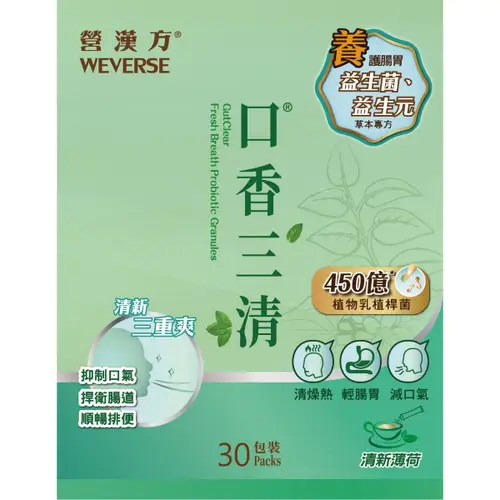 營漢方®
WEVERSE
養
護腸胃
益生菌、
益生元
草本專方
口香三清®
GutClear
Fresh Breath Probiotic Granules
450億+
植物乳植桿菌
清新
三重爽
抑制口氣
捍衛腸道
順暢排便
清燥熱 輕腸胃 減口氣
清新薄荷
30包裝
Packs